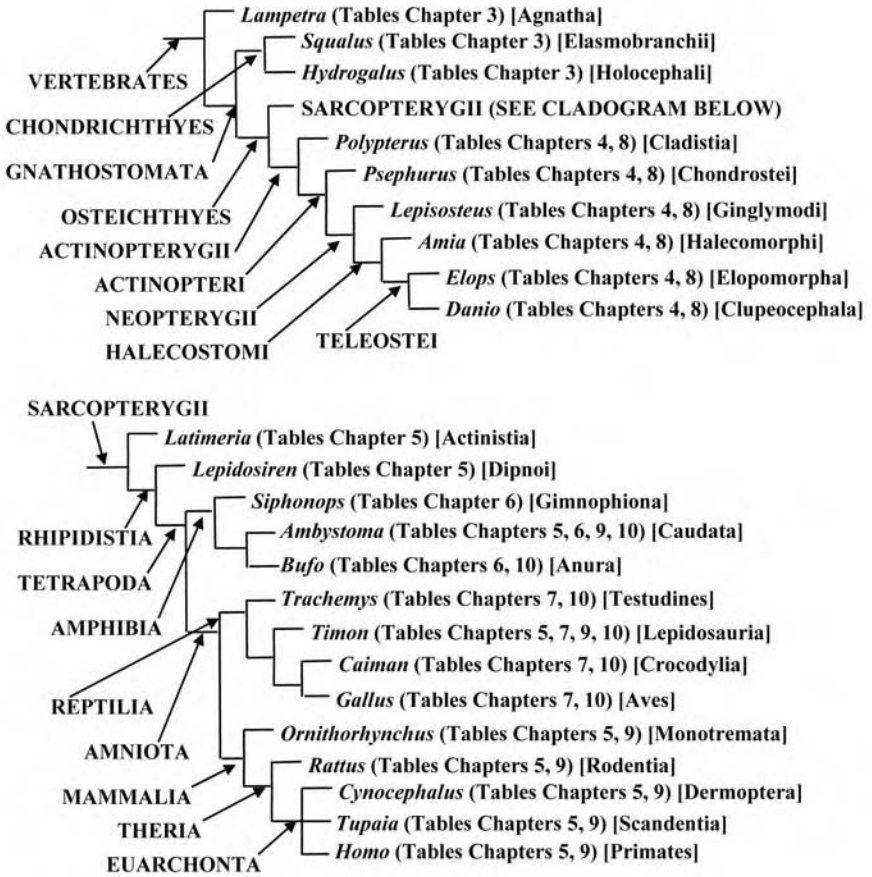 Lampetra (Tables Chapter 3) [Agnatha]
Squalus (Tables Chapter 3) [Elasmobranchii]
Hydrogalus (Tables Chapter 3) [Holocephali]
VERTEBRATES
SARCOPTERYGII (SEE CLADOGRAM BELOW)
CHONDRICHTHYES
Polypterus (Tables Chapters 4, 8) [Cladistia]
GNATHOSTOMATA
Psephurus (Tables Chapters 4, 8) [Chondrostei]
OSTEICHTHYES
Lepisosteus (Tables Chapters 4, 8) [Ginglymodi]
ACTINOPTERYGII
Amia (Tables Chapters 4, 8) [Halecomorphi]
ACTINOPTERI
Elops (Tables Chapters 4, 8) [Elopomorpha]
NEOPTERYGII
Danio (Tables Chapters 4, 8) [Clupeocephala]
HALECOSTOMI
TELEOSTEI
SARCOPTERYGII
Latimeria (Tables Chapter 5) [Actinistia]
Lepidosiren (Tables Chapter 5) [Dipnoi]
Siphonops (Tables Chapter 6) [Gimnophiona]
RHIPIDISTIA
Ambystoma (Tables Chapters 5, 6, 9, 10) [Caudata]
TETRAPODA
Bufo (Tables Chapters 6, 10) [Anura]
AMPHIBIA
Trachemys (Tables Chapters 7, 10) [Testudines]
Timon (Tables Chapters 5, 7, 9, 10) [Lepidosauria]
Caiman (Tables Chapters 7, 10) [Crocodylia]
REPTILIA
Gallus (Tables Chapters 7, 10) [Aves]
AMNIOTA
Ornithorhynchus (Tables Chapters 5, 9) [Monotremata]
MAMMALIA
Rattus (Tables Chapters 5, 9) [Rodentia]
Cynocephalus (Tables Chapters 5, 9) [Dermoptera]
THERIA
Tupaia (Tables Chapters 5, 9) [Scandentia]
EUARCHONTA
Homo (Tables Chapters 5, 9) [Primates]